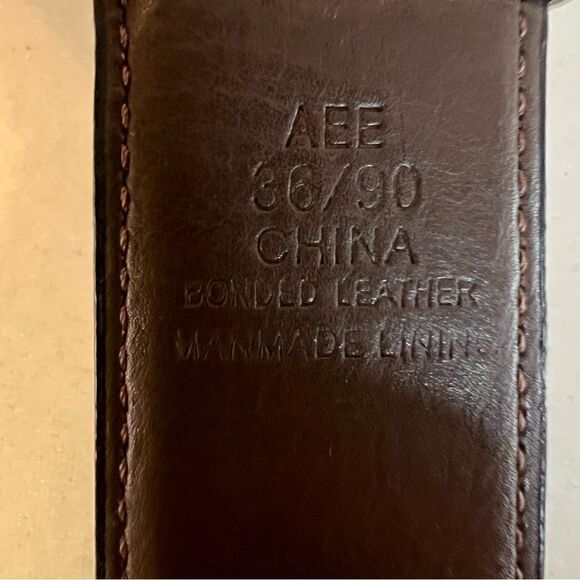 AEE
36/90
CHINA
BONDED LEATHER
MANMADE LINING